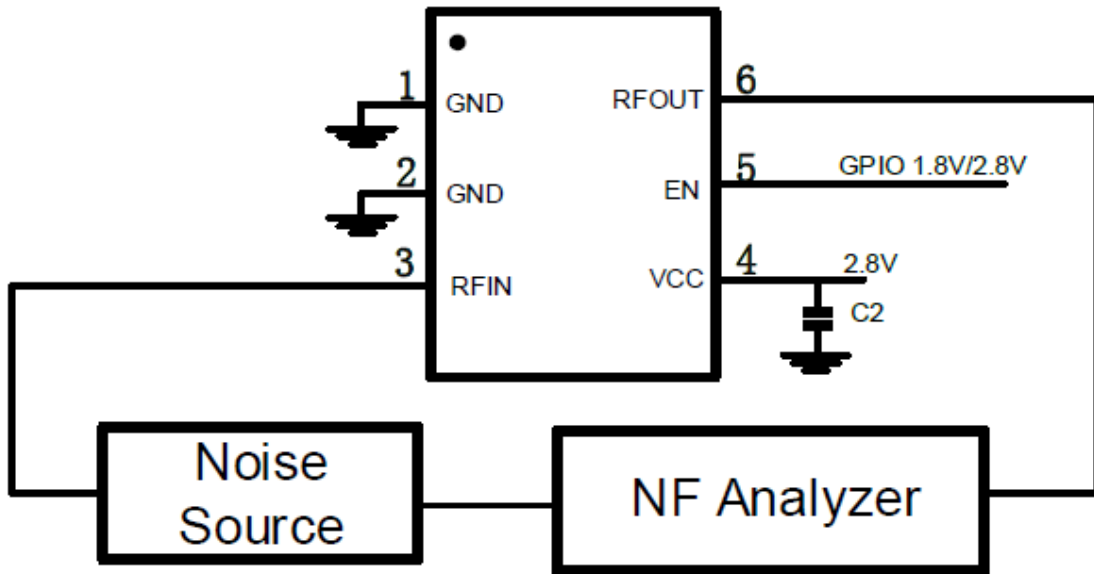 1
GND
RFOUT
6
2
GND
EN
5
GPIO 1.8V/2.8V
3
RFIN
VCC
4
2.8V
C2
Noise
Source
NF Analyzer